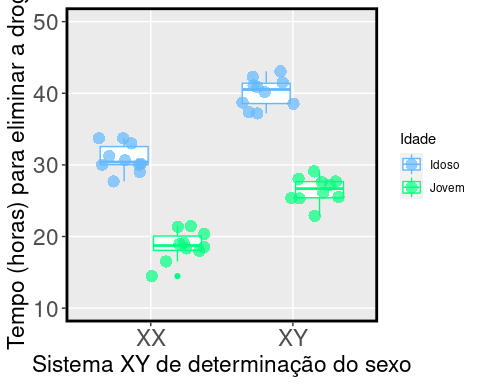 Tempo (horas) para eliminar a
50
40
30
20
10
XX
XY
Sistema XY de determinação do sexo
Idade
Idoso
Jovem